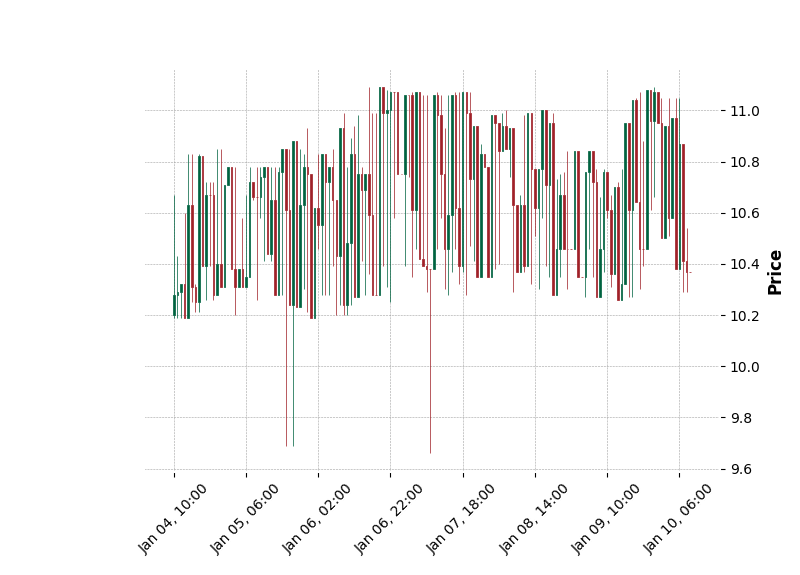 11.0
10.8
10.6
10.4
10.2
10.0
9.8
9.6
Price
Jan 04, 10:00
Jan 05, 06:00
Jan 06, 02:00
Jan 06, 22:00
Jan 07, 18:00
Jan 08, 14:00
Jan 09, 10:00
Jan 10, 06:00